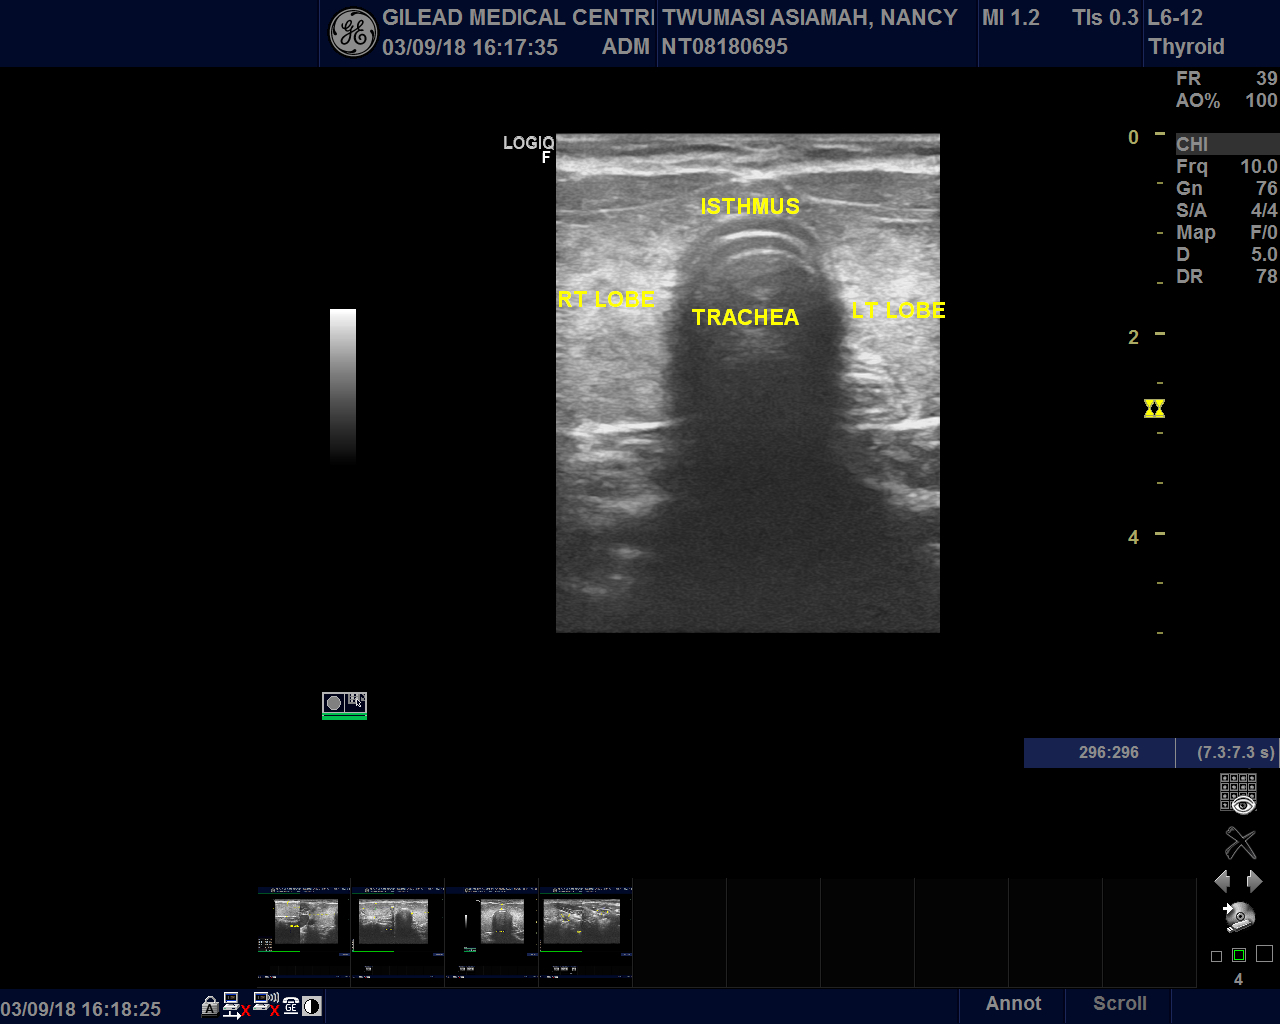 GILEAD MEDICAL CENTRI
TWUMASI ASIAMAH, NANCY
MI 1.2
TIs 0.3
L6-12
03/09/18 16:17:35
ADM
NT08180695
Thyroid
FR 39
AO% 100
LOGIQ
F
0
CHI
Frq 10.0
Gn 76
S/A 4/4
Map F/0
D 5.0
DR 78
ISTHMUS
RT LOBE
TRACHEA
LT LOBE
2
4
296:296
(7.3:7.3 s)
4
03/09/18 16:18:25
Annot
Scroll